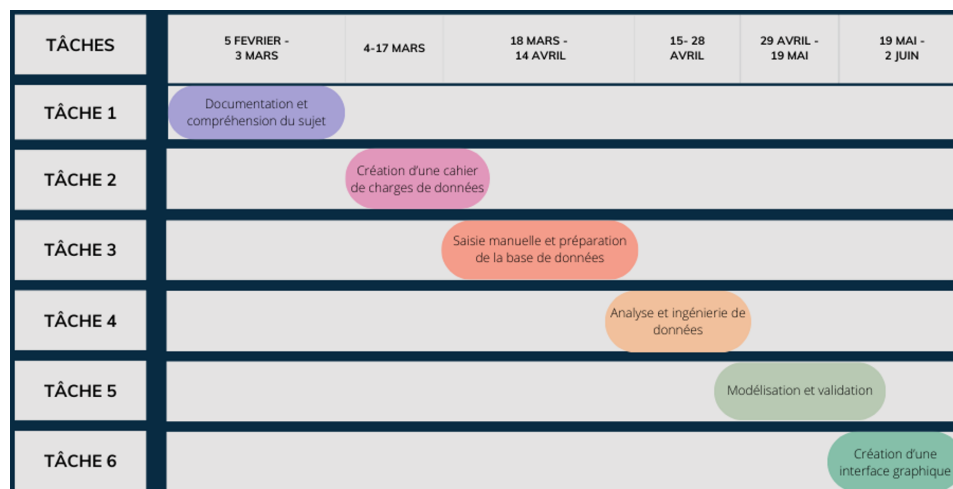 TÂCHES
5 FEVRIER -
3 MARS
4-17 MARS
18 MARS -
14 AVRIL
15- 28
AVRIL
29 AVRIL -
19 MAI
19 MAI -
2 JUIN
TÂCHE 1
Documentation et
compréhension du sujet
TÂCHE 2
Création d'une cahier
de charges de données
TÂCHE 3
Saisie manuelle et préparation
de la base de données
TÂCHE 4
Analyse et ingénierie de
données
TÂCHE 5
Modélisation et validation
TÂCHE 6
Création d'une
interface graphique